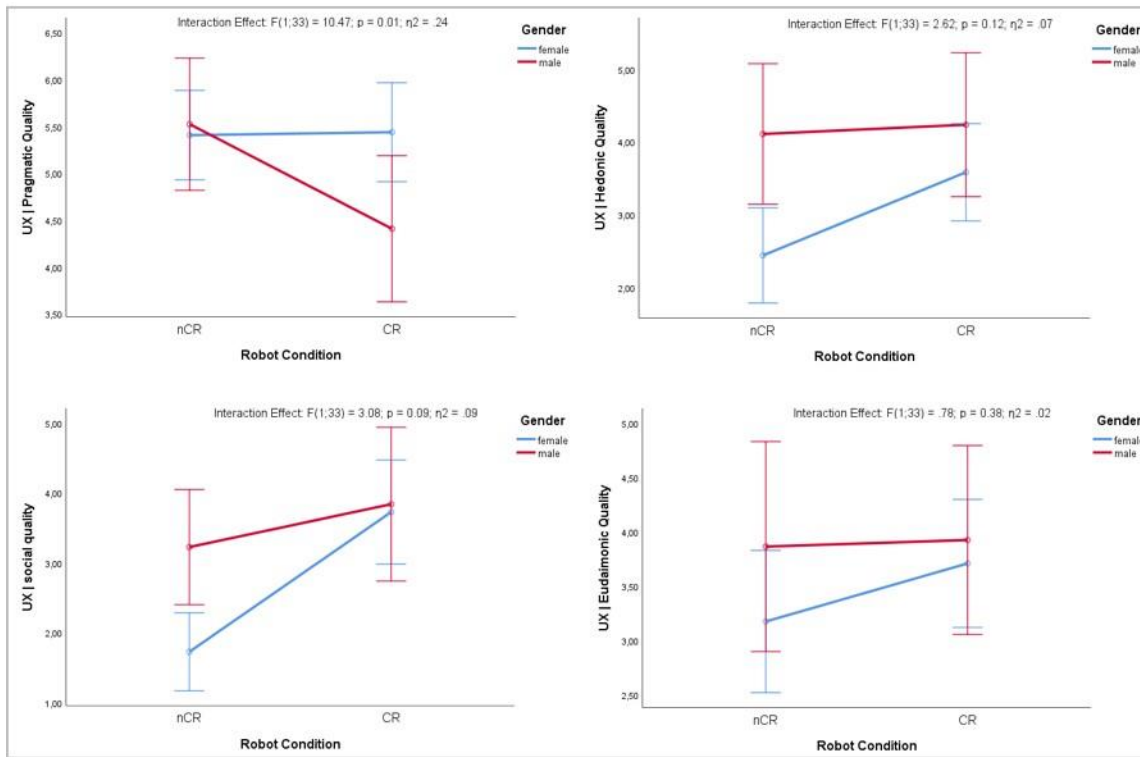 Interaction Effect: F(1;33) = 10.47; p = 0.01; η2 = .24
Gender
female
male
UX | Pragmatic Quality
6,50
6,00
5,50
5,00
4,50
4,00
3,50
nCR
CR
Robot Condition
Interaction Effect: F(1;33) = 2.62; p = 0.12; η2 = .07
Gender
female
male
UX | Hedonic Quality
5,00
4,00
3,00
2,00
nCR
CR
Robot Condition
Interaction Effect: F(1;33) = 3.08; p = 0.09; η2 = .09
Gender
female
male
UX | social quality
5,00
4,00
3,00
2,00
1,00
nCR
CR
Robot Condition
Interaction Effect: F(1;33) = .78; p = 0.38; η2 = .02
Gender
female
male
UX | Eudaimonic Quality
5,00
4,50
4,00
3,50
3,00
2,50
nCR
CR
Robot Condition